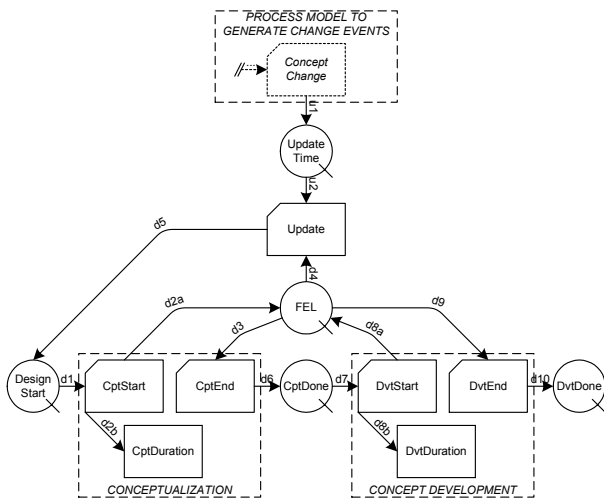 PROCESS MODEL TO
GENERATE CHANGE EVENTS
Concept
Change
u1
Update
Time
u2
Update
d5
d4
d2a
FEL
d9
d3
d8a
Design
Start
d1
CptStart
CptEnd
d6
CptDone
d7
DvtStart
DvtEnd
d10
DvtDone
d2b
CptDuration
d8b
DvtDuration
CONCEPTUALIZATION
CONCEPT DEVELOPMENT